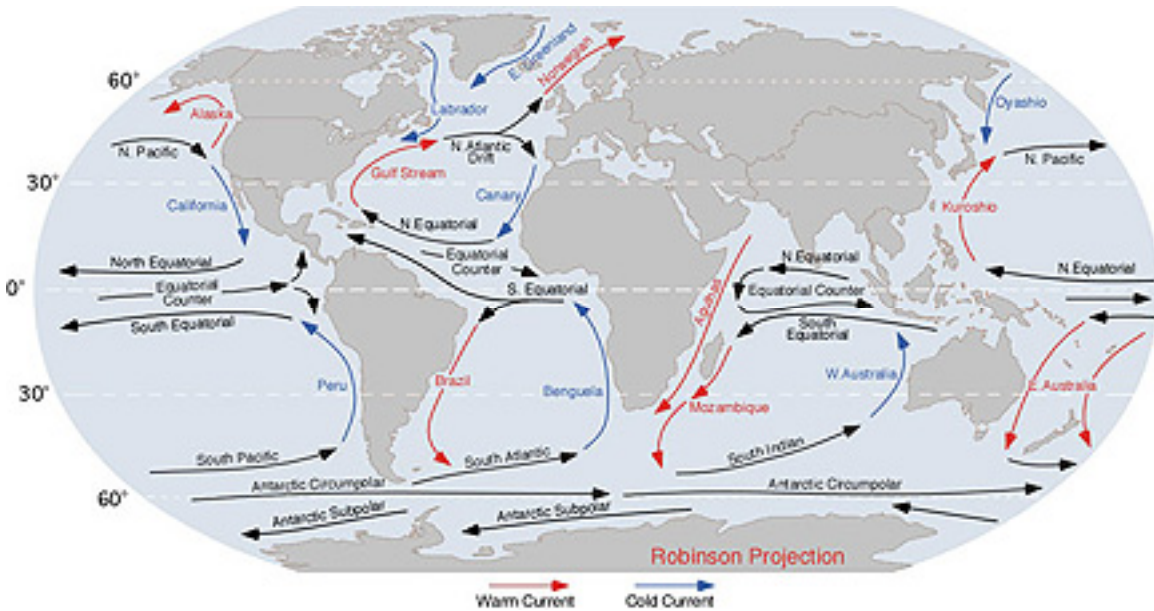 E. Greenland
Norwegian
60°
Alaska
Labrador
Oyashio
N. Pacific
N. Atlantic
Drift
N. Pacific
Gulf Stream
30°
California
Canary
Kuroshio
N.Equatorial
North Equatorial
Equatorial
Counter
N.Equatorial
N.Equatorial
0°
Equatorial
Counter
S. Equatorial
Equatorial Counter
Agulhas
South Equatorial
South
Equatorial
Peru
Brazil
Benguela
W.Australia
E.Australia
30°
Mozambique
South Pacific
South Atlantic
South Indian
Antarctic Circumpolar
Antarctic Circumpolar
60°
Antarctic Subpolar
Antarctic Subpolar
Robinson Projection
Warm Current
Cold Current